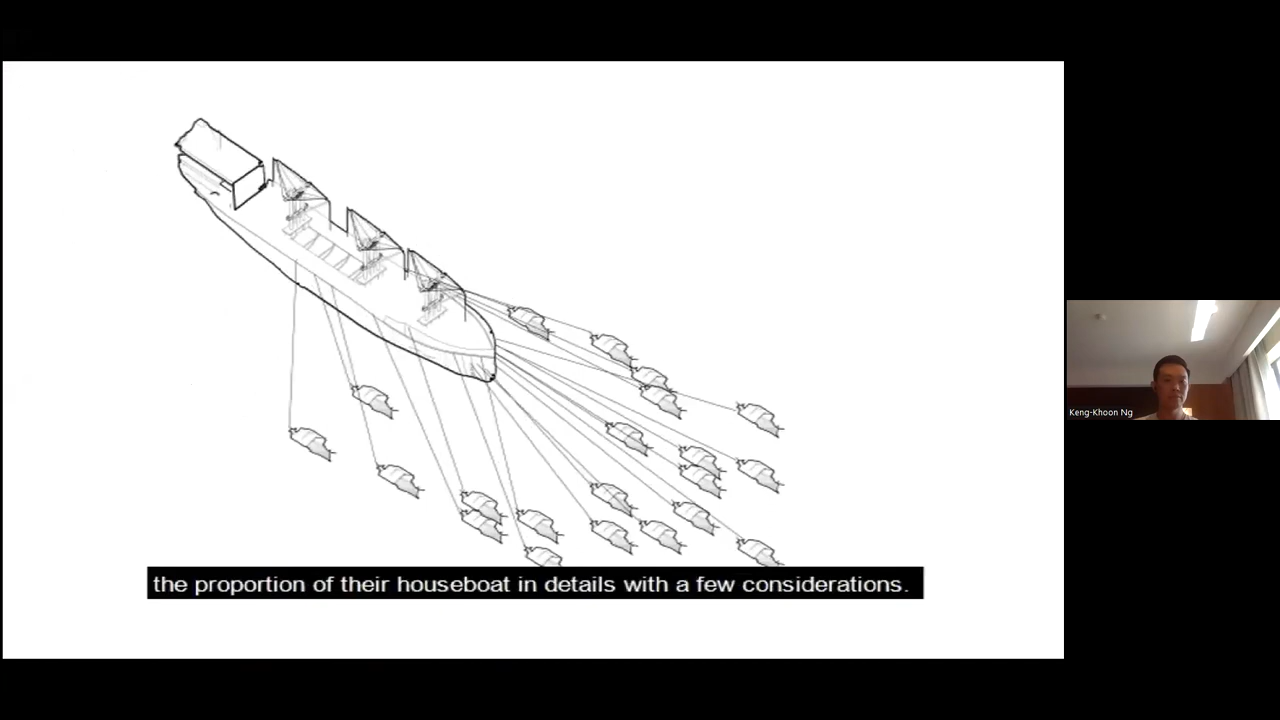 the proportion of their houseboat in details with a few considerations.
Keng-Khoon Ng